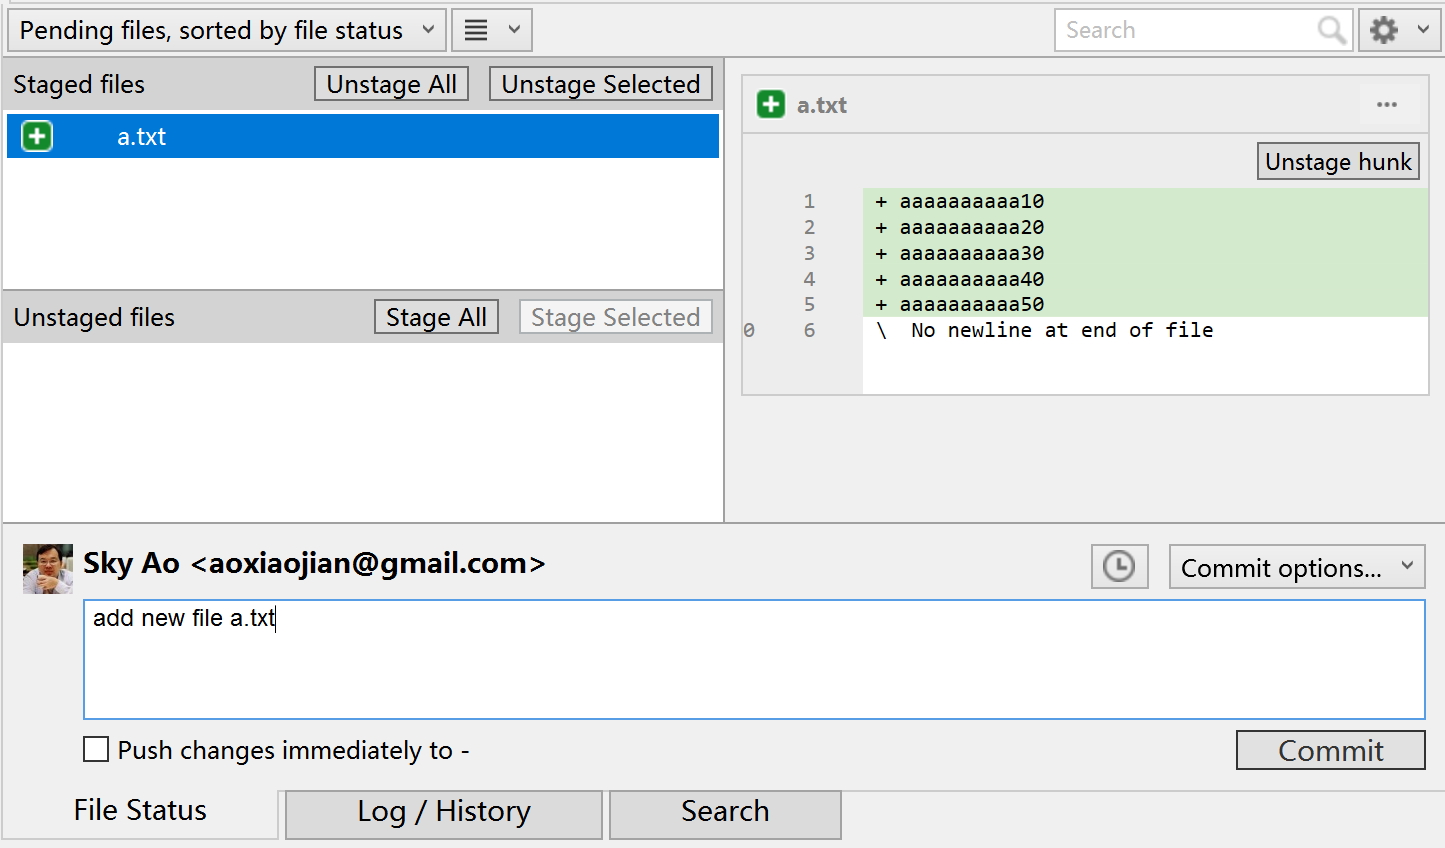 Pending files, sorted by file status
Search
Staged files Unstage All Unstage Selected
a.txt
Unstaged files Stage All Stage Selected
a.txt
Unstage hunk
1 + aaaaaaaaaa10
2 + aaaaaaaaaa20
3 + aaaaaaaaaa30
4 + aaaaaaaaaa40
5 + aaaaaaaaaa50
0 6 \ No newline at end of file
Sky Ao <aoxiaojian@gmail.com>
Commit options...
add new file a.txt
Push changes immediately to -
Commit
File Status Log / History Search